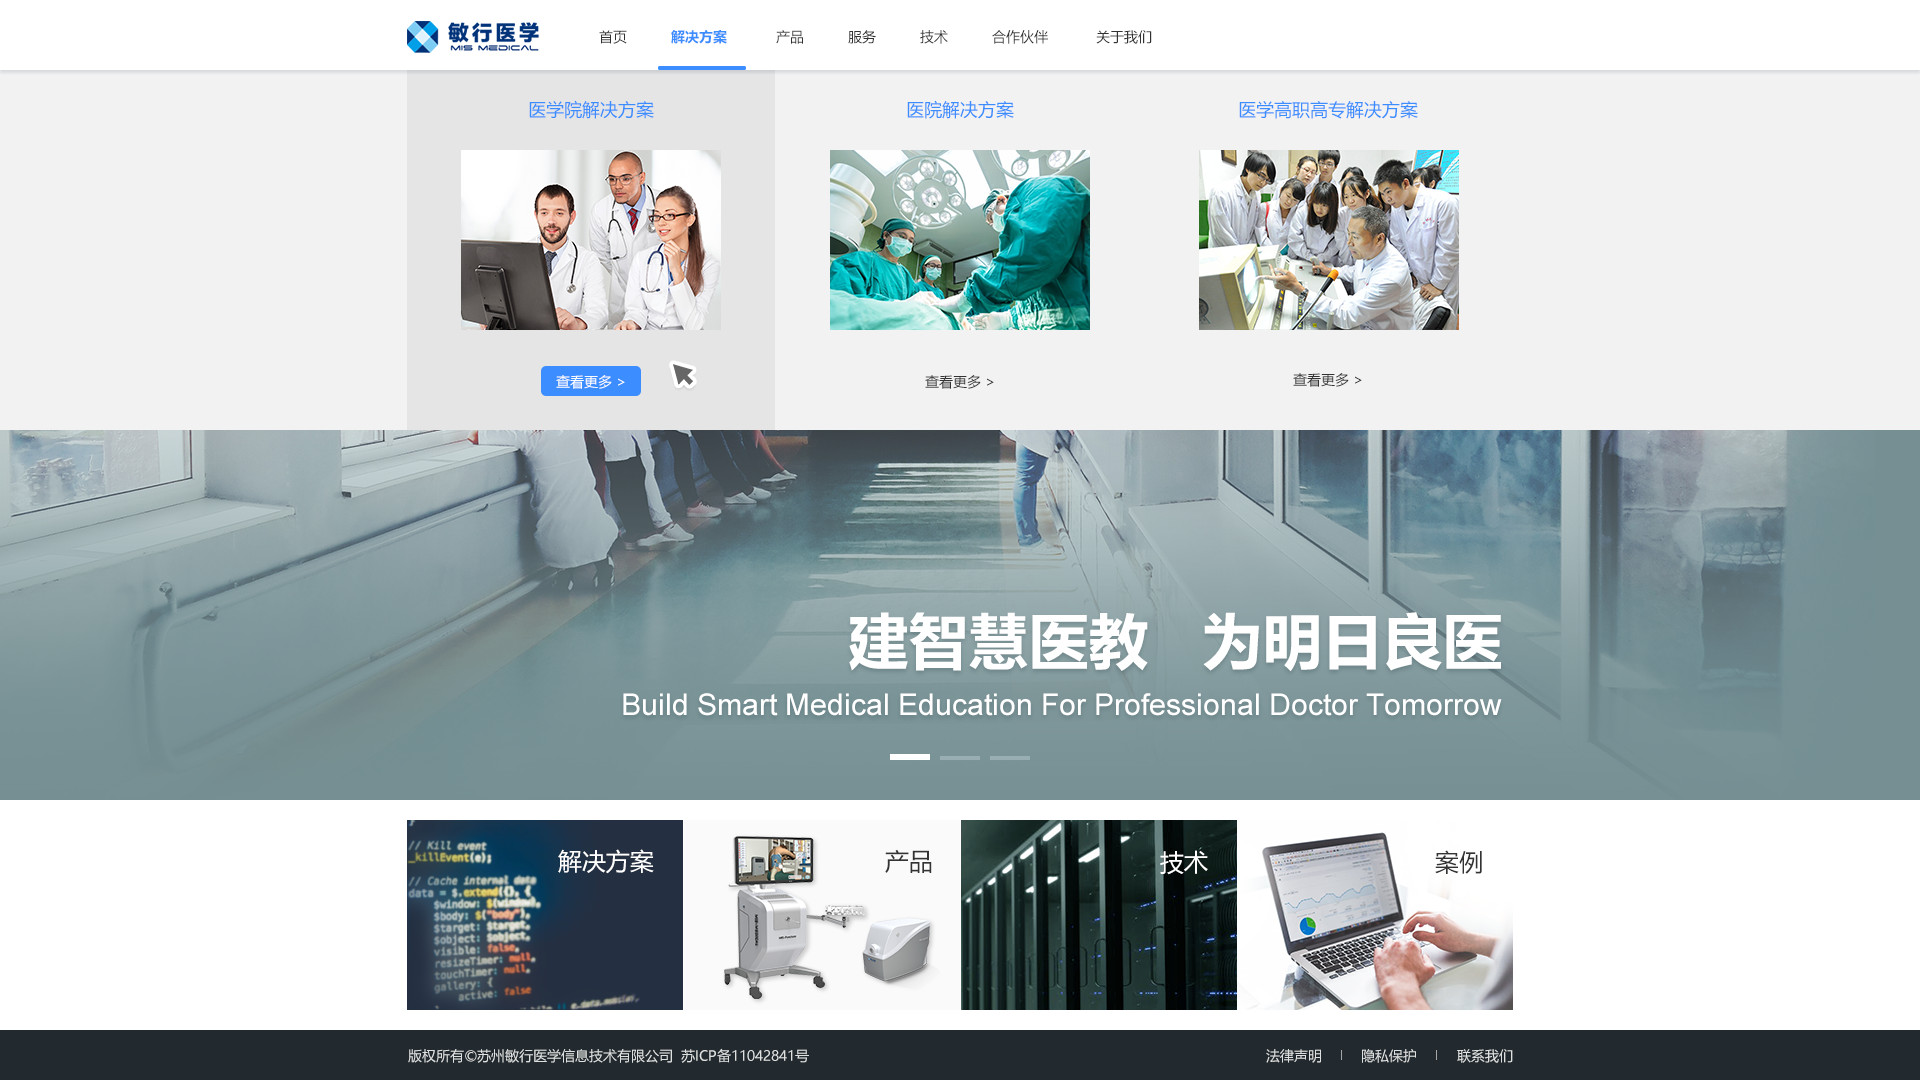 敏行医学
MIS MEDICAL
首页 解决方案 产品 服务 技术 合作伙伴 关于我们
医学院解决方案 医院解决方案 医学高职高专解决方案
查看更多 > 查看更多 > 查看更多 >
建智慧医教 为明日良医
Build Smart Medical Education For Professional Doctor Tomorrow
解决方案 产品 技术 案例
// Kill event
_killEvent(e);
// Cache internal data
data = $.extend({}, {
$window: $(window),
$body: $("body"),
$target: $target,
$object: $object,
visible: false,
resizeTimer: null,
touchTimer: null,
gallery: {
active: false
版权所有©苏州敏行医学信息技术有限公司 苏ICP备11042841号 法律声明 | 隐私保护 | 联系我们